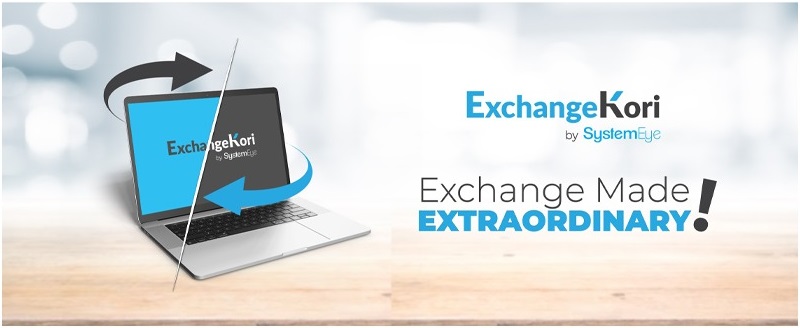 ExchangeKori
by SystemEye
ExchangeKori
by SystemEye
Exchange Made
EXTRAORDINARY!